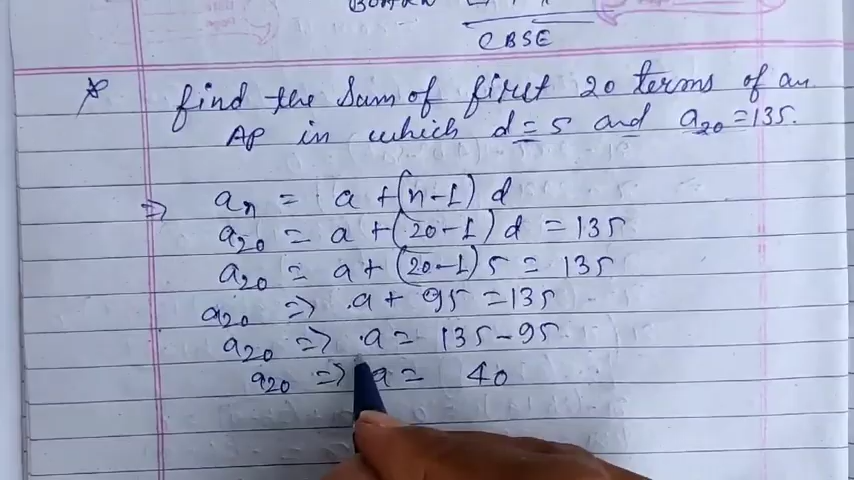 CBSE
* find the Sum of first 20 terms of an
AP in which d = 5 and a20 = 135.
=> an = a + (n-1) d
a20 = a + (20-1) d = 135
a20 = a + (20-1) 5 = 135
a20 => a + 95 = 135
a20 => a = 135 - 95
a20 => a = 40